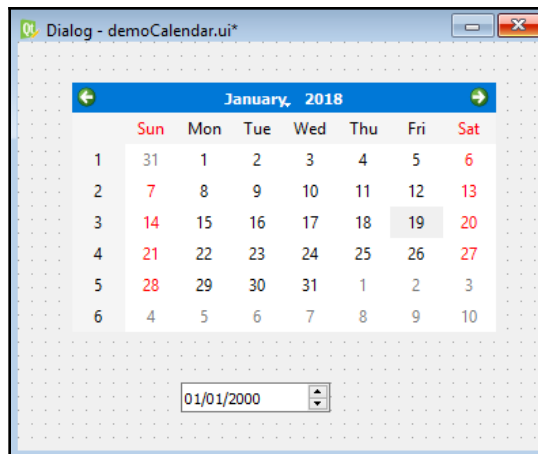 Dialog - demoCalendar.ui*
January, 2018
Sun Mon Tue Wed Thu Fri Sat
1 31 1 2 3 4 5 6
2 7 8 9 10 11 12 13
3 14 15 16 17 18 19 20
4 21 22 23 24 25 26 27
5 28 29 30 31 1 2 3
6 4 5 6 7 8 9 10
01/01/2000